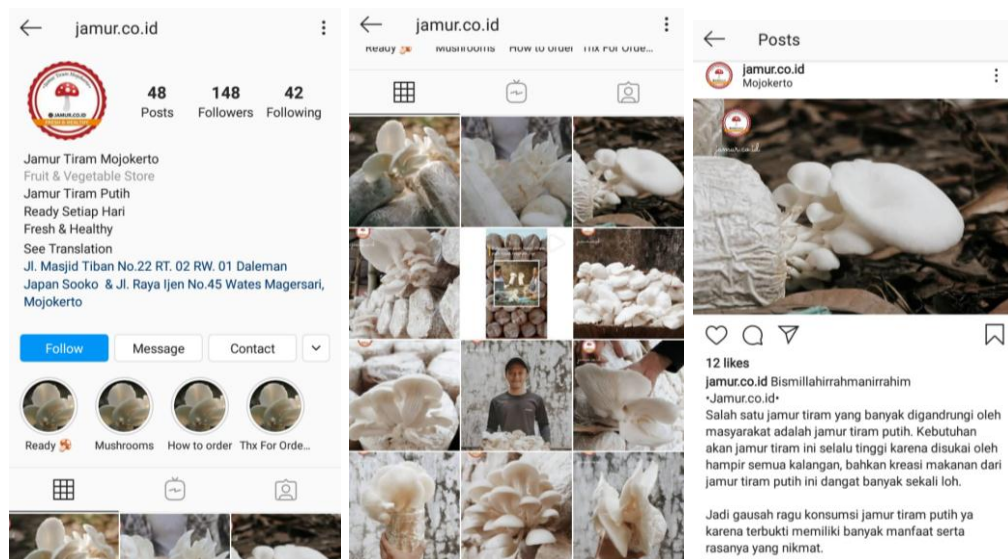 jamur.co.id
48
148
42
Posts
Followers
Following
Jamur Tiram Mojokerto
Fruit & Vegetable Store
Jamur Tiram Putih
Ready Setiap Hari
Fresh & Healthy
See Translation
Jl. Masjid Tiban No.22 RT. 02 RW. 01 Daleman
Japan Sooko & Jl. Raya Ijen No.45 Wates Magersari,
Mojokerto
Follow
Message
Contact
Ready
Mushrooms
How to order
Thx For Orde...
jamur.co.id
Ready
Mushrooms
How to order
Thx For Orde...
Posts
jamur.co.id
Mojokerto
jamur.co.id
12 likes
jamur.co.id Bismillahirrahmanirrahim
•Jamur.co.id•
Salah satu jamur tiram yang banyak digandrungi oleh
masyarakat adalah jamur tiram putih. Kebutuhan
akan jamur tiram ini selalu tinggi karena disukai oleh
hampir semua kalangan, bahkan kreasi makanan dari
jamur tiram putih ini dangat banyak sekali loh.
Jadi gausah ragu konsumsi jamur tiram putih ya
karena terbukti memiliki banyak manfaat serta
rasanya yang nikmat.